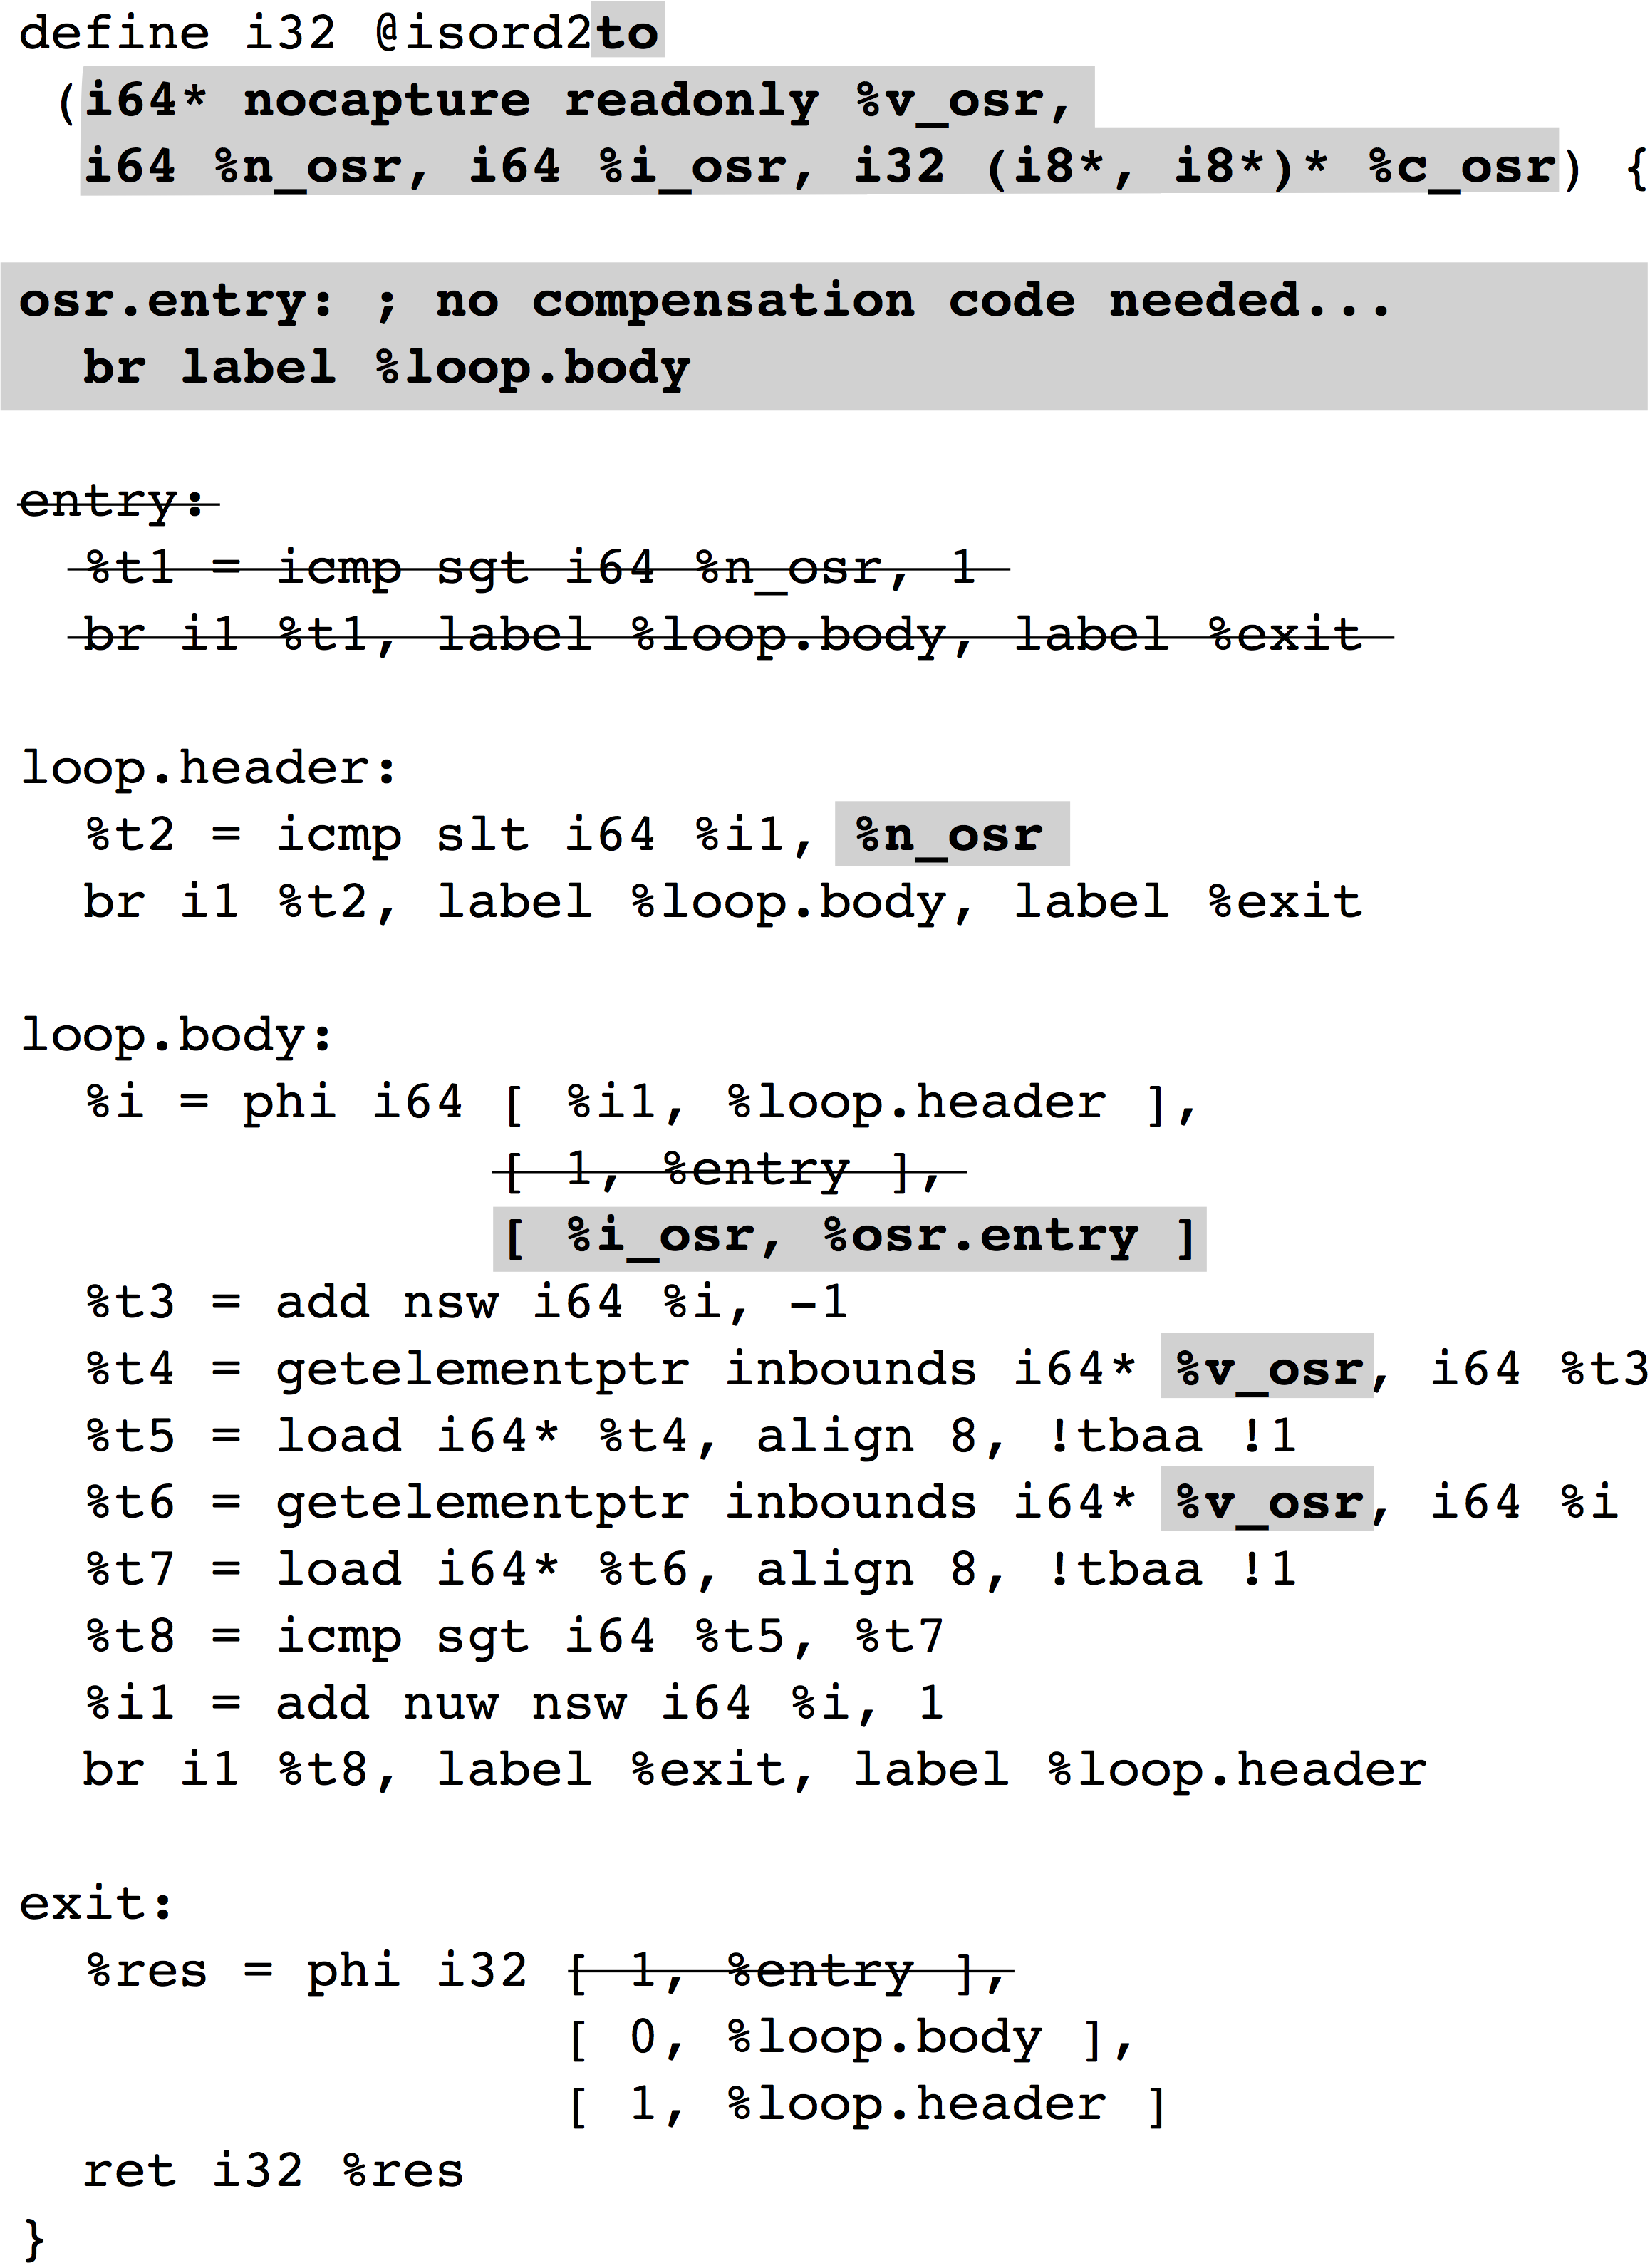 define i32 @isord2to
(i64* nocapture readonly %v_osr,
i64 %n_osr, i64 %i_osr, i32 (i8*, i8*)* %c_osr) {
osr.entry: ; no compensation code needed...
br label %loop.body
entry:
%t1 = icmp sgt i64 %n_osr, 1
br i1 %t1, label %loop.body, label %exit
loop.header:
%t2 = icmp slt i64 %i1, %n_osr
br i1 %t2, label %loop.body, label %exit
loop.body:
%i = phi i64 [ %i1, %loop.header ],
[ 1, %entry ],
[ %i_osr, %osr.entry ]
%t3 = add nsw i64 %i, -1
%t4 = getelementptr inbounds i64* %v_osr, i64 %t3
%t5 = load i64* %t4, align 8, !tbaa !1
%t6 = getelementptr inbounds i64* %v_osr, i64 %i
%t7 = load i64* %t6, align 8, !tbaa !1
%t8 = icmp sgt i64 %t5, %t7
%i1 = add nuw nsw i64 %i, 1
br i1 %t8, label %exit, label %loop.header
exit:
%res = phi i32 [ 1, %entry ],
[ 0, %loop.body ],
[ 1, %loop.header ]
ret i32 %res
}